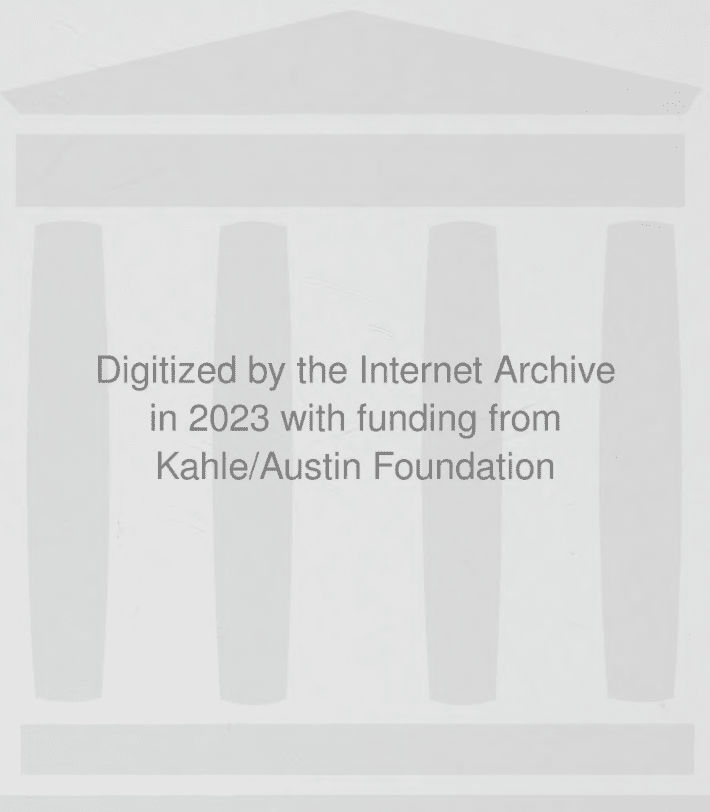 Digitized by the Internet Archive
in 2023 with funding from
Kahle/Austin Foundation